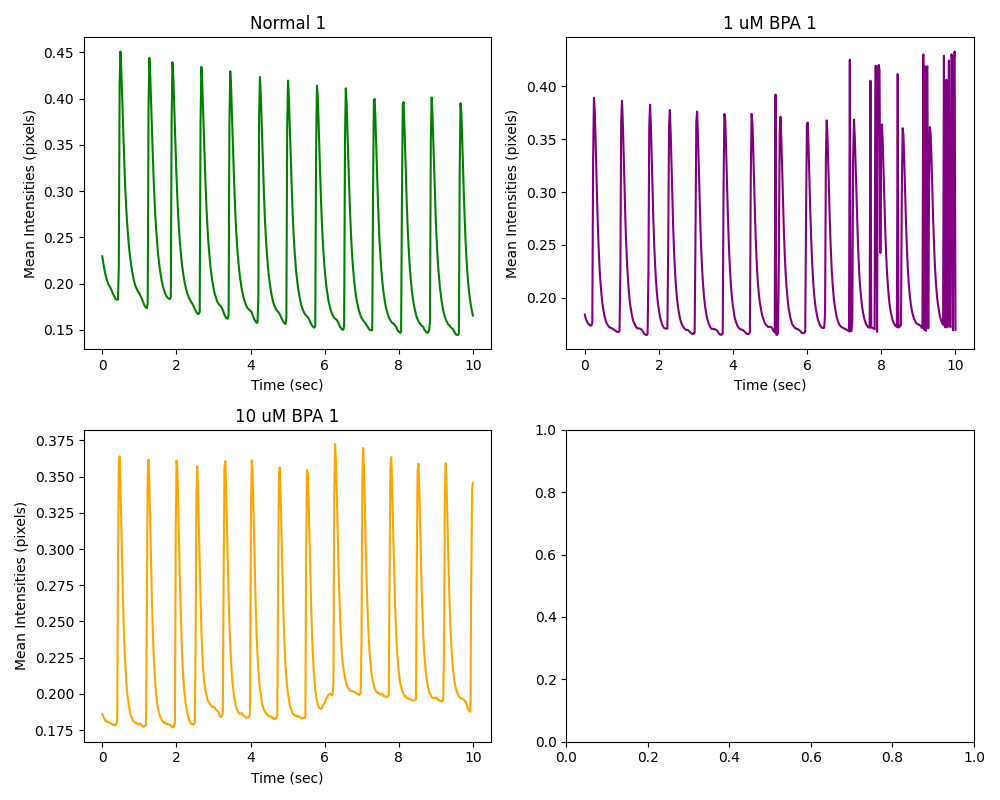 Normal 1
Mean Intensities (pixels)
0.45
0.40
0.35
0.30
0.25
0.20
0.15
0 2 4 6 8 10
Time (sec)
1 uM BPA 1
Mean Intensities (pixels)
0.40
0.35
0.30
0.25
0.20
0 2 4 6 8 10
Time (sec)
10 uM BPA 1
Mean Intensities (pixels)
0.375
0.350
0.325
0.300
0.275
0.250
0.225
0.200
0.175
0 2 4 6 8 10
Time (sec)
1.0
0.8
0.6
0.4
0.2
0.0
0.0 0.2 0.4 0.6 0.8 1.0